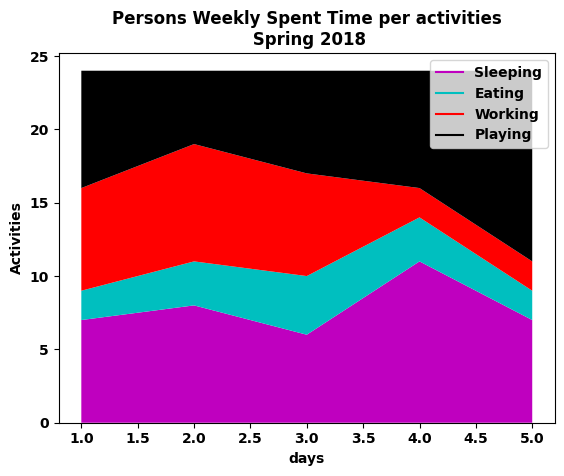 Persons Weekly Spent Time per activities
Spring 2018
Sleeping
Eating
Working
Playing
Activities
25
20
15
10
5
0
1.0 1.5 2.0 2.5 3.0 3.5 4.0 4.5 5.0
days